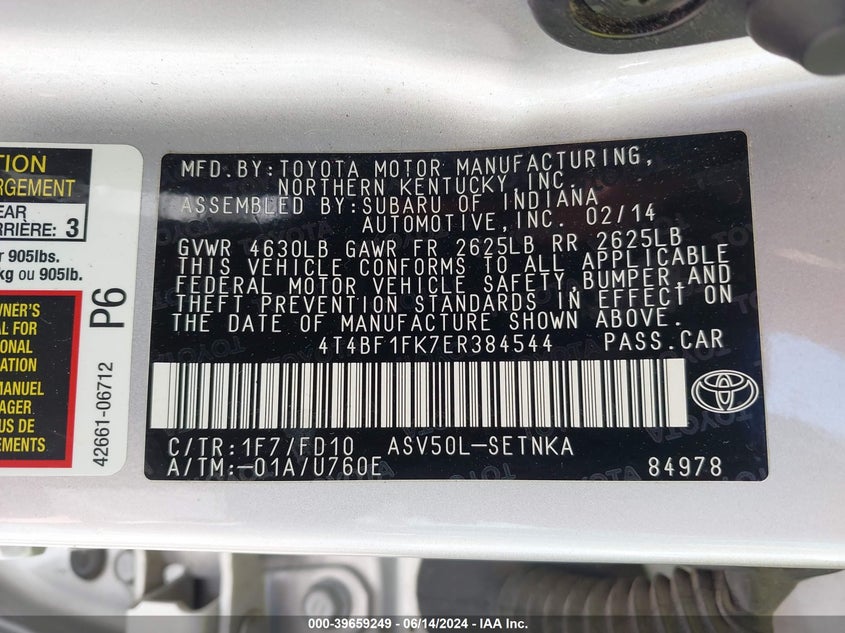 TION
RGEMENT
EAR
RRIÈRE: 3
r 905lbs.
kg ou 905lb.
WNER'S
AL FOR
ONAL
ATION
MANUEL
AGER
US DE
EMENTS
P6
42661-06712
MFD.BY:TOYOTA MOTOR MANUFACTURING,
NORTHERN KENTUCKY,INC.
ASSEMBLED BY:SUBARU OF INDIANA
AUTOMOTIVE,INC. 02/14
GVWR 4630LB GAWR FR 2625LB RR 2625LB
THIS VEHICLE CONFORMS TO ALL APPLICABLE
FEDERAL MOTOR VEHICLE SAFETY,BUMPER,AND
THEFT PREVENTION STANDARDS IN EFFECT ON
THE DATE OF MANUFACTURE SHOWN ABOVE.
4T4BF1FK7ER384544 PASS.CAR
C/TR:1F7/FD10 ASV50L-SETNKA
A/TM:-01A/U760E 84978
000-39659249 - 06/14/2024 - IAA Inc.